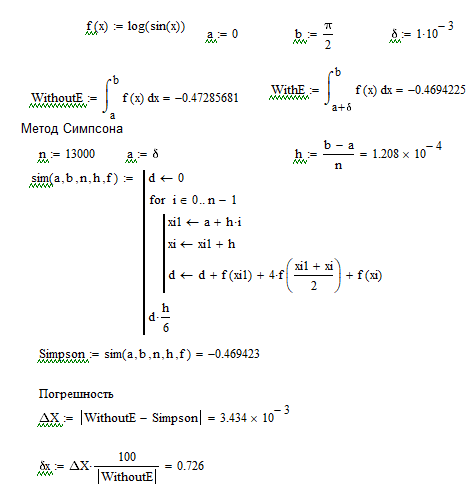 f(x) := log(sin(x)) a := 0 b := π/2 δ := 1·10^-3
WithoutE := ∫_a^b f(x) dx = -0.47285681 WithE := ∫_{a+δ}^b f(x) dx = -0.4694225
Метод Симпсона
n := 13000 a := δ h := (b - a)/n = 1.208 × 10^-4
sim(a,b,n,h,f) := d ← 0
for i ∈ 0..n - 1
xi1 ← a + h·i
xi ← xi1 + h
d ← d + f(xi1) + 4·f((xi1 + xi)/2) + f(xi)
d·h/6
Simpson := sim(a,b,n,h,f) = -0.469423
Погрешность
ΔX := |WithoutE - Simpson| = 3.434 × 10^-3
δx := ΔX·100/|WithoutE| = 0.726